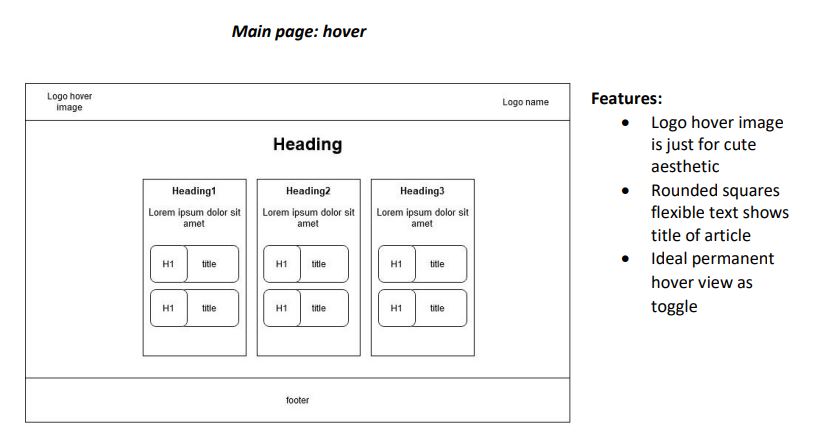 Main page: hover
Logo hover
image
Logo name
Heading
Heading1
Lorem ipsum dolor sit
amet
H1 title
H1 title
Heading2
Lorem ipsum dolor sit
amet
H1 title
H1 title
Heading3
Lorem ipsum dolor sit
amet
H1 title
H1 title
footer
Features:
• Logo hover image
is just for cute
aesthetic
• Rounded squares
flexible text shows
title of article
• Ideal permanent
hover view as
toggle